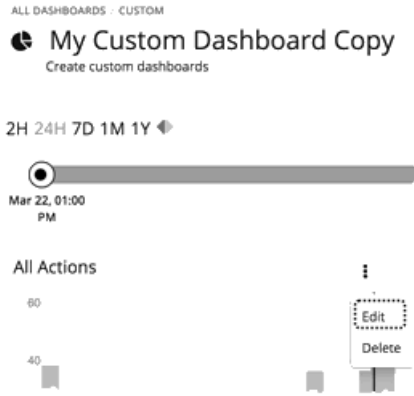 ALL DASHBOARDS · CUSTOM
My Custom Dashboard Copy
Create custom dashboards
2H 24H 7D 1M 1Y
Mar 22, 01:00
PM
All Actions
60
Edit
Delete
40